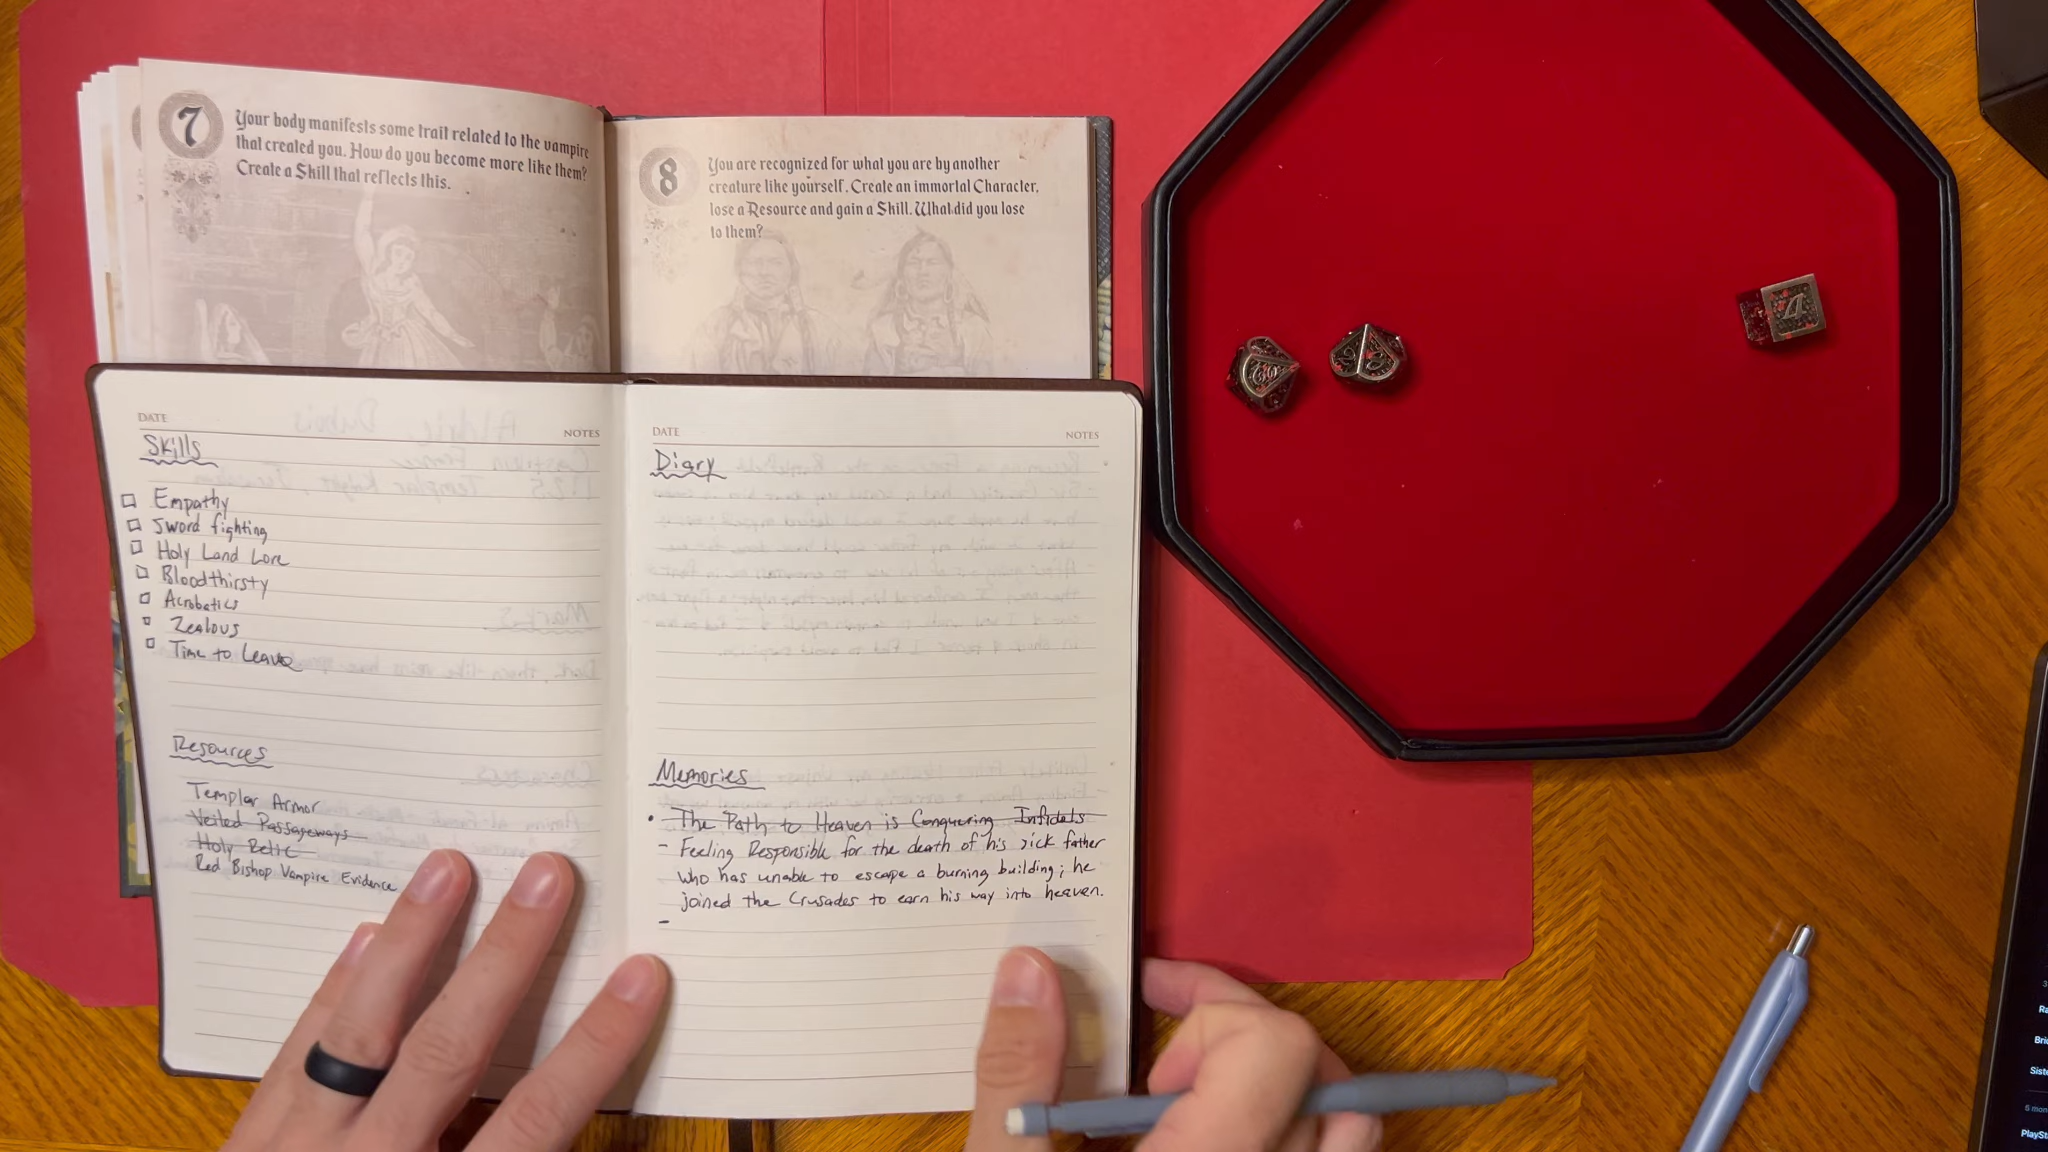 7
Your body manifests some trait related to the vampire
that created you. How do you become more like them?
Create a Skill that reflects this.
8
You are recognized for what you are by another
creature like yourself. Create an immortal Character,
lose a Resource and gain a Skill. What did you lose
to them?
DATE
NOTES
Skills
Empathy
Sword fighting
Holy Land Lore
Bloodthirsty
Acrobatics
Zealous
Time to Leave
Resources
Templar Armor
Veiled Passageways
Holy Relic
Red Bishop Vampire Evidence
DATE
NOTES
Diary
Memories
• The Path to Heaven is Conquering Infidels
- Feeling Responsible for the death of his sick father
who has unable to escape a burning building; he
joined the Crusades to earn his way into heaven.
-